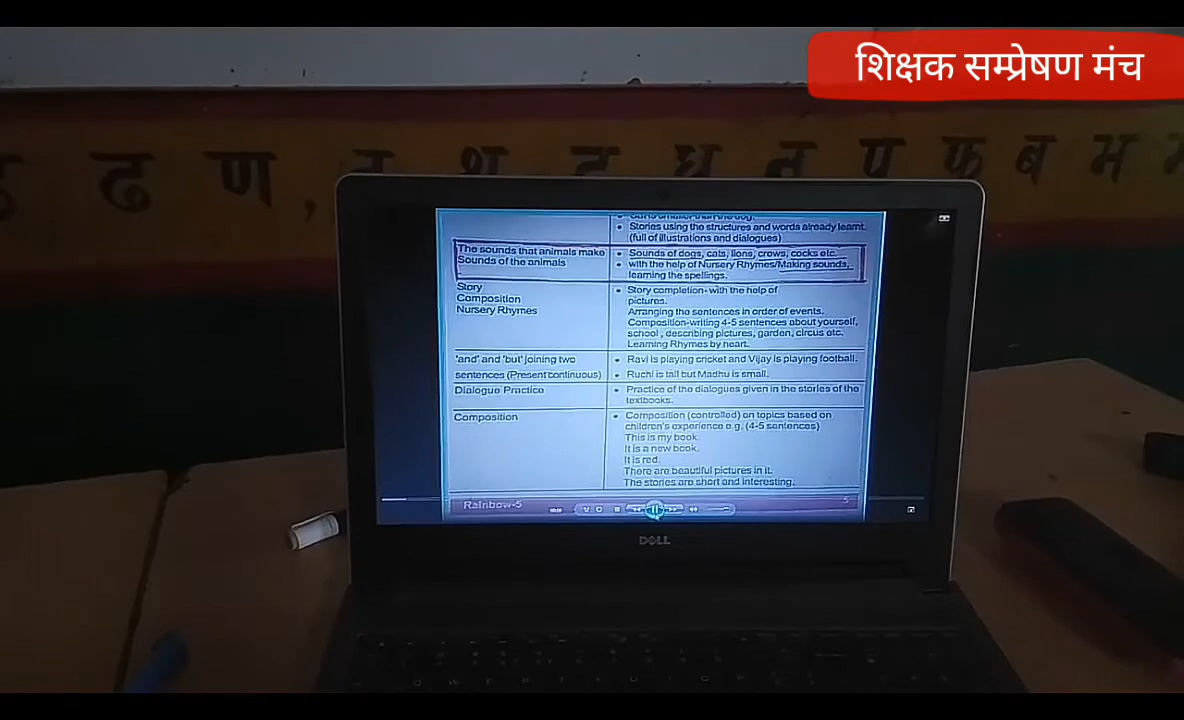 शिक्षक सम्प्रेषण मंच
ढ ण, त थ द ध न प फ ब भ म
Stories using the structures and words already learnt.
(full of illustrations and dialogues)
The sounds that animals make
Sounds of the animals
• Sounds of dogs, cats, lions, crows, cocks etc.
• with the help of Nursery Rhymes/Making sounds,
learning the spellings.
Story
Composition
Nursery Rhymes
• Story completion- with the help of
pictures.
Arranging the sentences in order of events.
Composition-writing 4-5 sentences about yourself,
school , describing pictures, garden, circus etc.
Learning Rhymes by heart.
'and' and 'but' joining two
sentences (Present continuous)
• Ravi is playing cricket and Vijay is playing football.
• Ruchi is tall but Madhu is small.
Dialogue Practice
• Practice of the dialogues given in the stories of the
textbooks.
Composition
• Composition (controlled) on topics based on
children's experience e.g. (4-5 sentences)
This is my book.
It is a new book.
It is red.
There are beautiful pictures in it.
The stories are short and interesting.
Rainbow-5
5
DELL